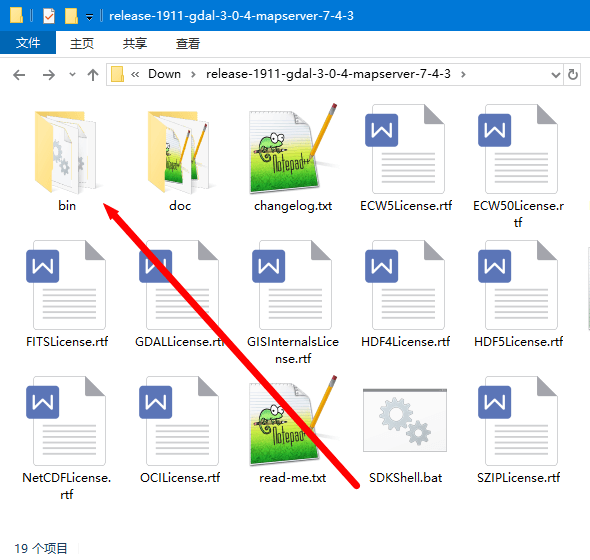 release-1911-gdal-3-0-4-mapserver-7-4-3
文件 主页 共享 查看
« Down › release-1911-gdal-3-0-4-mapserver-7-4-3 ›
bin doc changelog.txt ECW5License.rtf ECW50License.r
tf
FITSLicense.rtf GDALLicense.rtf GISInternalsLice HDF4License.rtf HDF5License.rtf
nse.rtf
NetCDFLicense. OCILicense.rtf read-me.txt SDKShell.bat SZIPLicense.rtf
rtf
19 个项目